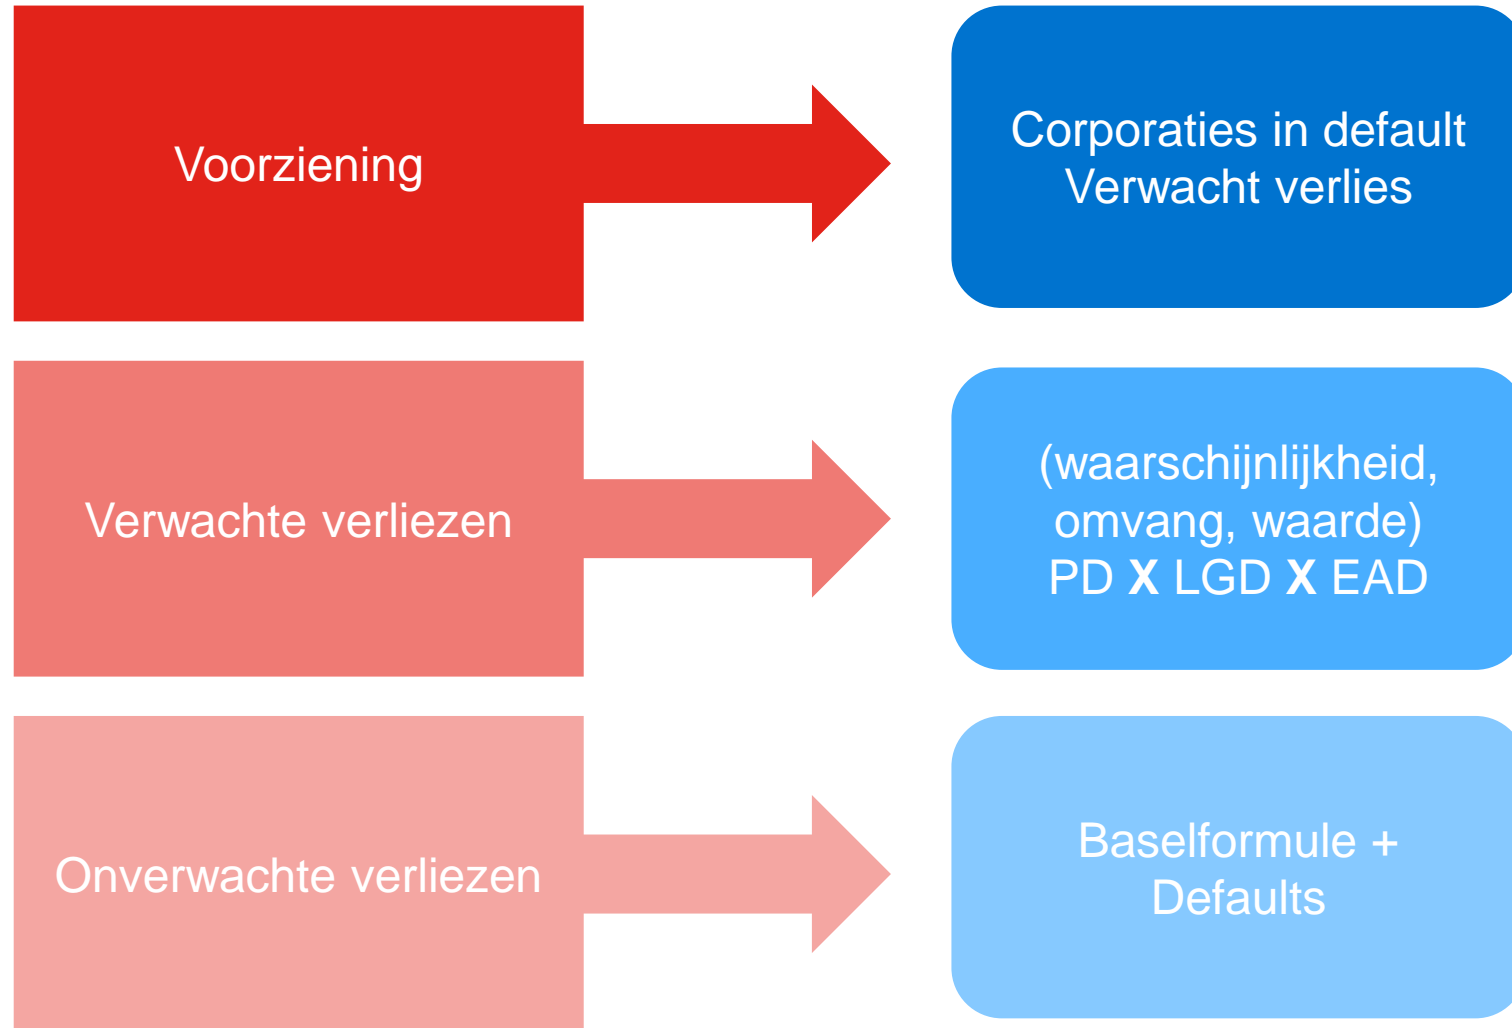 Voorziening
Corporaties in default
Verwacht verlies
Verwachte verliezen
(waarschijnlijkheid,
omvang, waarde)
PD X LGD X EAD
Onverwachte verliezen
Baselformule +
Defaults